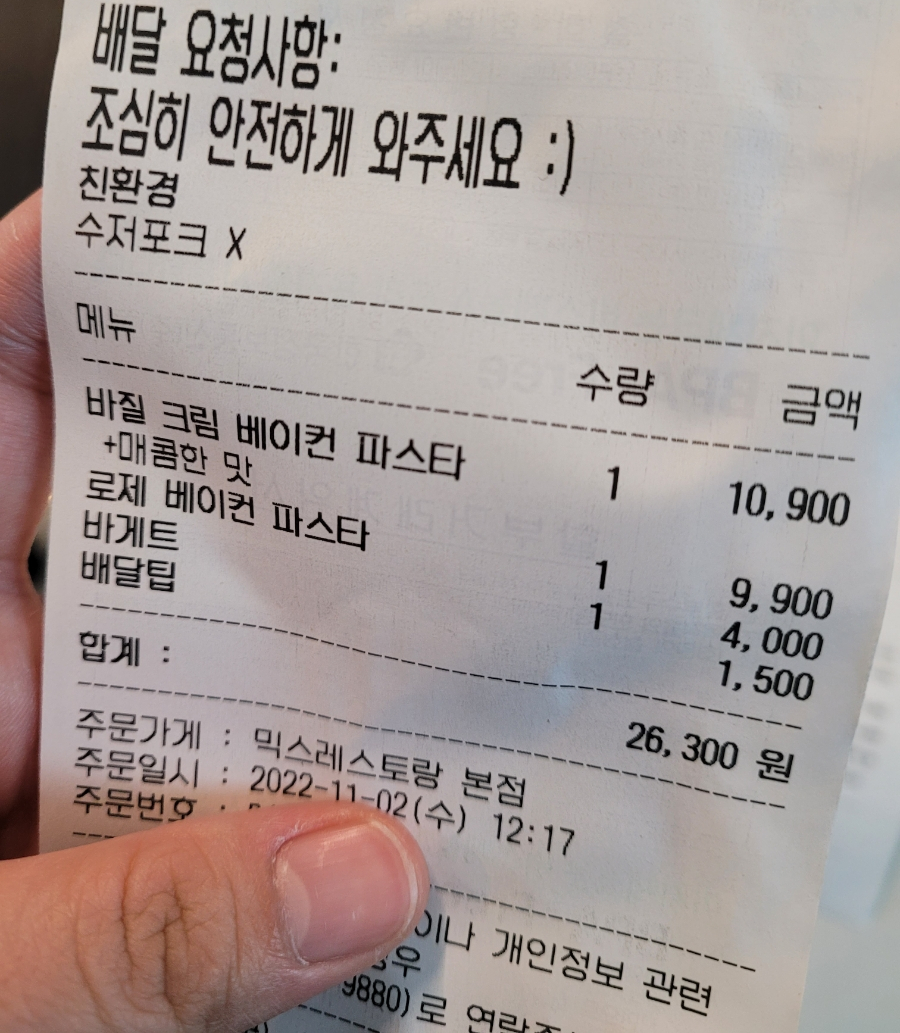 배달 요청사항:
조심히 안전하게 와주세요 :)
친환경
수저포크 X
메뉴 수량 금액
바질 크림 베이컨 파스타 1 10,900
+매콤한 맛
로제 베이컨 파스타 1 9,900
바게트 1 4,000
배달팁 1,500
합계 : 26,300 원
주문가게 : 믹스레스토랑 본점
주문일시 : 2022-11-02(수) 12:17
주문번호 :
이나 개인정보 관련
9880)로